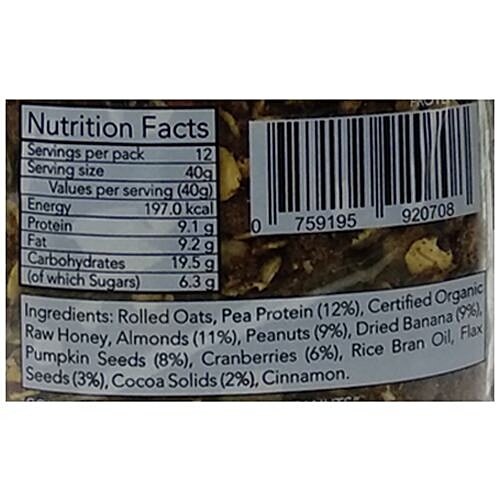 Nutrition Facts
Servings per pack 12
Serving size 40g
Values per serving (40g)
Energy 197.0 kcal
Protein 9.1 g
Fat 9.2 g
Carbohydrates 19.5 g
(of which Sugars) 6.3 g
0 759195 920708
Ingredients: Rolled Oats, Pea Protein (12%), Certified Organic
Raw Honey, Almonds (11%), Peanuts (9%), Dried Banana (9%),
Pumpkin Seeds (8%), Cranberries (6%), Rice Bran Oil, Flax
Seeds (3%), Cocoa Solids (2%), Cinnamon.